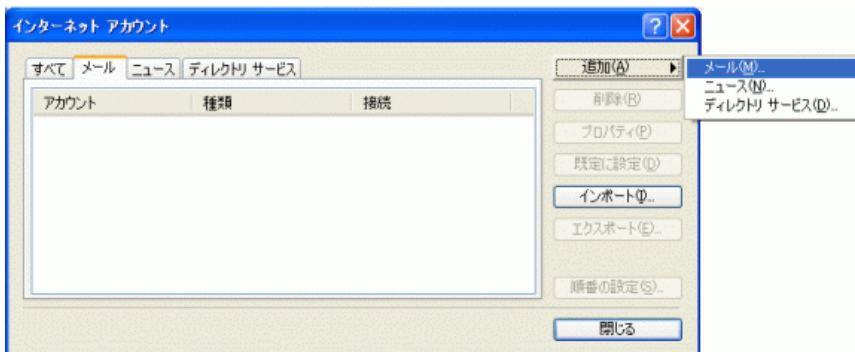 インターネット アカウント
すべて メール ニュース ディレクトリ サービス
アカウント 種類 接続
追加(A)
削除(R)
プロパティ(P)
既定に設定(D)
インポート(I)...
エクスポート(E)...
順番の設定(S)...
閉じる
メール(M)...
ニュース(N)...
ディレクトリ サービス(D)...